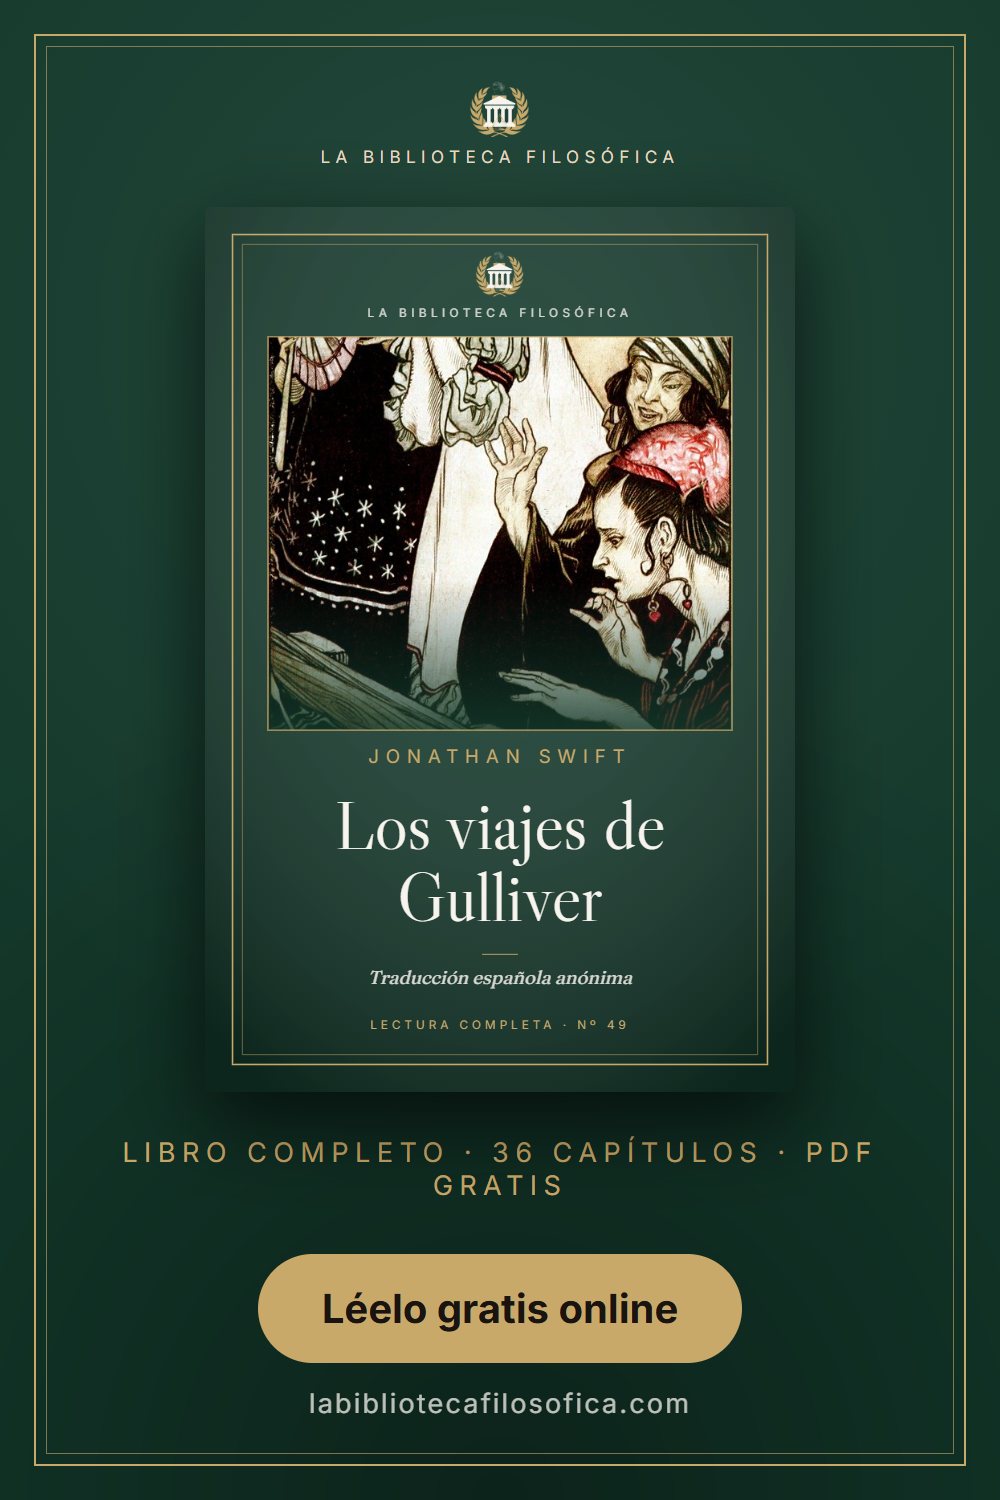 LA BIBLIOTECA FILOSÓFICA
LA BIBLIOTECA FILOSÓFICA
JONATHAN SWIFT
Los viajes de
Gulliver
Traducción española anónima
LECTURA COMPLETA · Nº 49
LIBRO COMPLETO · 36 CAPÍTULOS · PDF
GRATIS
Léelo gratis online
labibliotecafilosofica.com